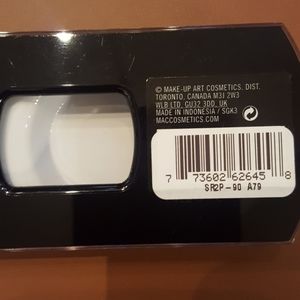 © MAKE-UP ART COSMETICS. DIST.
TORONTO, CANADA M3J 2W3
WLB LTD. GU32 3DD, UK
MADE IN INDONESIA / SGK3
MACCOSMETICS.COM
7 73602 62645 8
SR2P-90 A79